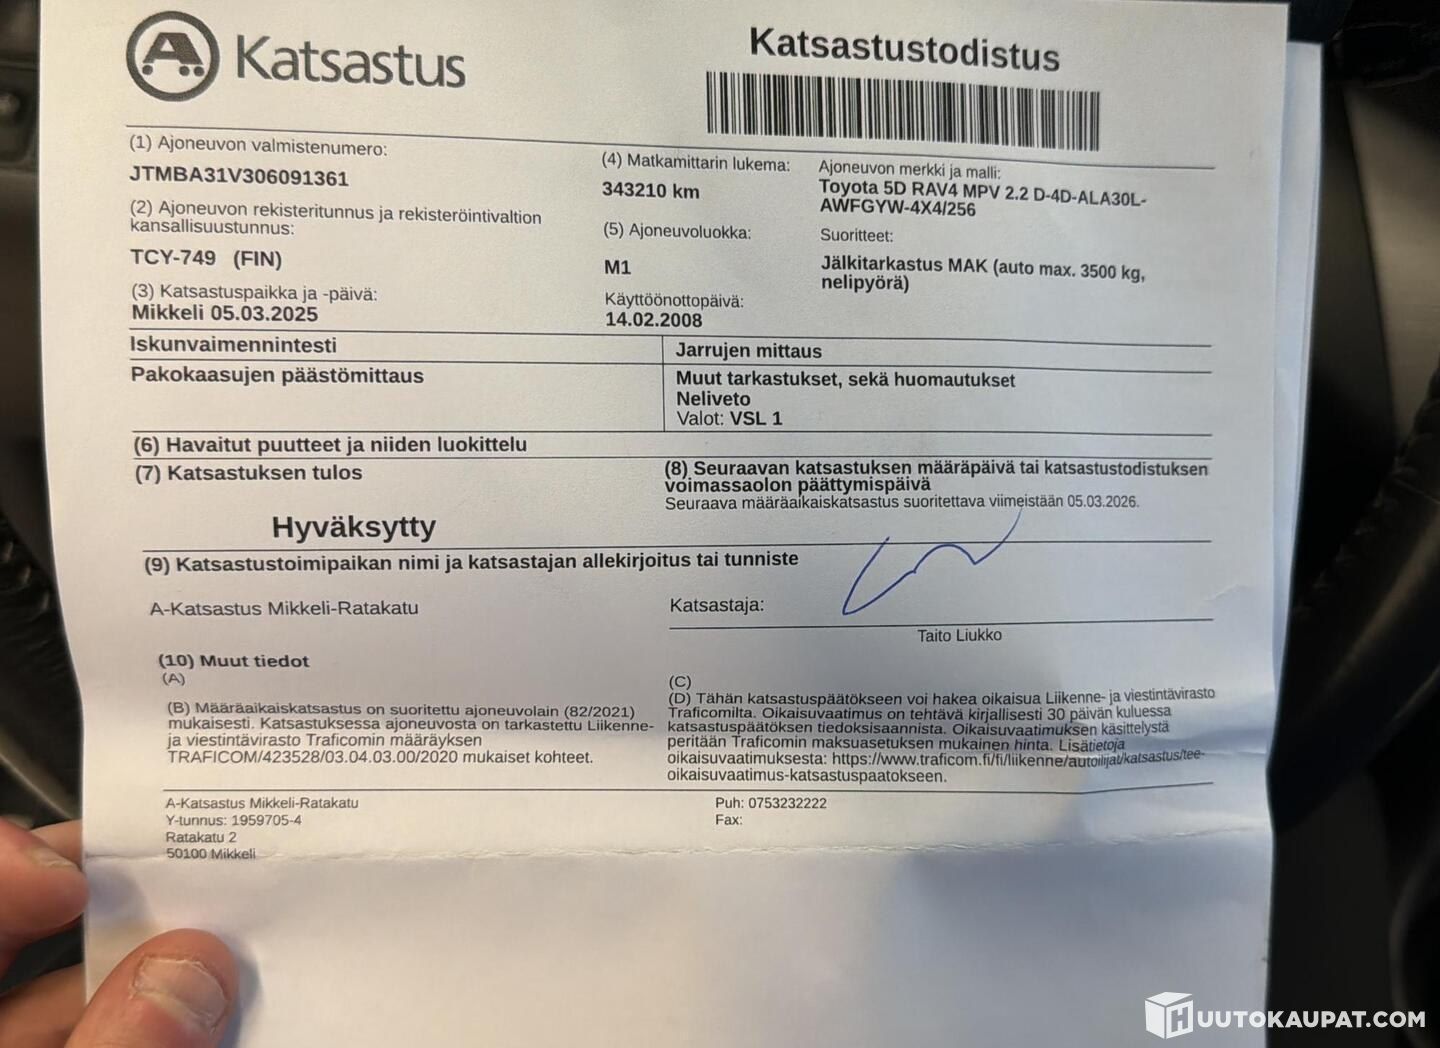 A Katsastus
Katsastustodistus
(1) Ajoneuvon valmistenumero:
JTMBA31V306091361
(4) Matkamittarin lukema:
343210 km
Ajoneuvon merkki ja malli:
Toyota 5D RAV4 MPV 2.2 D-4D-ALA30L-
AWFGYW-4X4/256
(2) Ajoneuvon rekisteritunnus ja rekisteröintivaltion
kansallisuustunnus:
TCY-749 (FIN)
(5) Ajoneuvoluokka:
M1
Suoritteet:
Jälkitarkastus MAK (auto max. 3500 kg,
nelipyörä)
(3) Katsastuspaikka ja -päivä:
Mikkeli 05.03.2025
Käyttöönottopäivä:
14.02.2008
Iskunvaimennintesti
Jarrujen mittaus
Pakokaasujen päästömittaus
Muut tarkastukset, sekä huomautukset
Neliveto
Valot: VSL 1
(6) Havaitut puutteet ja niiden luokittelu
(7) Katsastuksen tulos
Hyväksytty
(8) Seuraavan katsastuksen määräpäivä tai katsastustodistuksen
voimassaolon päättymispäivä
Seuraava määräaikaiskatsastus suoritettava viimeistään 05.03.2026.
(9) Katsastustoimipaikan nimi ja katsastajan allekirjoitus tai tunniste
A-Katsastus Mikkeli-Ratakatu
Katsastaja:
Taito Liukko
(10) Muut tiedot
(A)
(B) Määräaikaiskatsastus on suoritettu ajoneuvolain (82/2021)
mukaisesti. Katsastuksessa ajoneuvosta on tarkastettu Liikenne-
ja viestintävirasto Traficomin määräyksen
TRAFICOM/423528/03.04.03.00/2020 mukaiset kohteet.
(C)
(D) Tähän katsastuspäätökseen voi hakea oikaisua Liikenne- ja viestintävirasto
Traficomilta. Oikaisuvaatimus on tehtävä kirjallisesti 30 päivän kuluessa
katsastuspäätöksen tiedoksisaannista. Oikaisuvaatimuksen käsittelystä
peritään Traficomin maksuasetuksen mukainen hinta. Lisätietoja
oikaisuvaatimuksesta: https://www.traficom.fi/fi/liikenne/autoilijat/katsastus/tee-
oikaisuvaatimus-katsastuspaatokseen.
A-Katsastus Mikkeli-Ratakatu
Y-tunnus: 1959705-4
Ratakatu 2
50100 Mikkeli
Puh: 0753232222
Fax:
HUUTOKAUPAT.COM